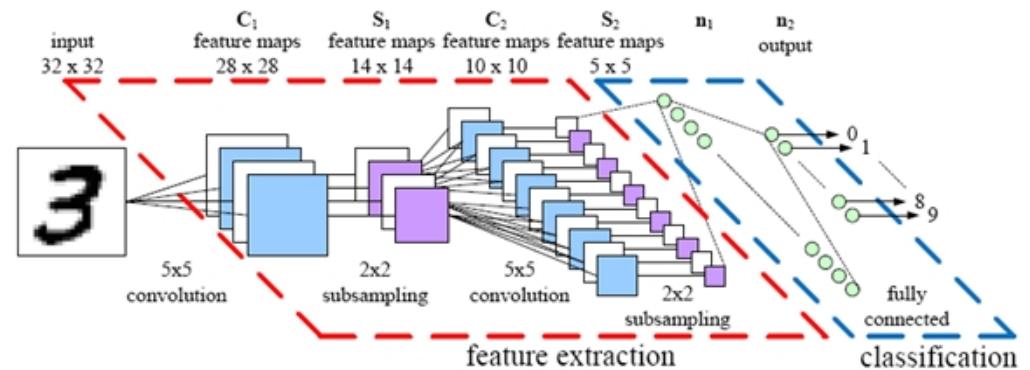 input
32 x 32
C1
feature maps
28 x 28
S1
feature maps
14 x 14
C2
feature maps
10 x 10
S2
feature maps
5 x 5
n1
n2
output
3
0
1
8
9
5x5
convolution
2x2
subsampling
5x5
convolution
2x2
subsampling
fully
connected
feature extraction
classification